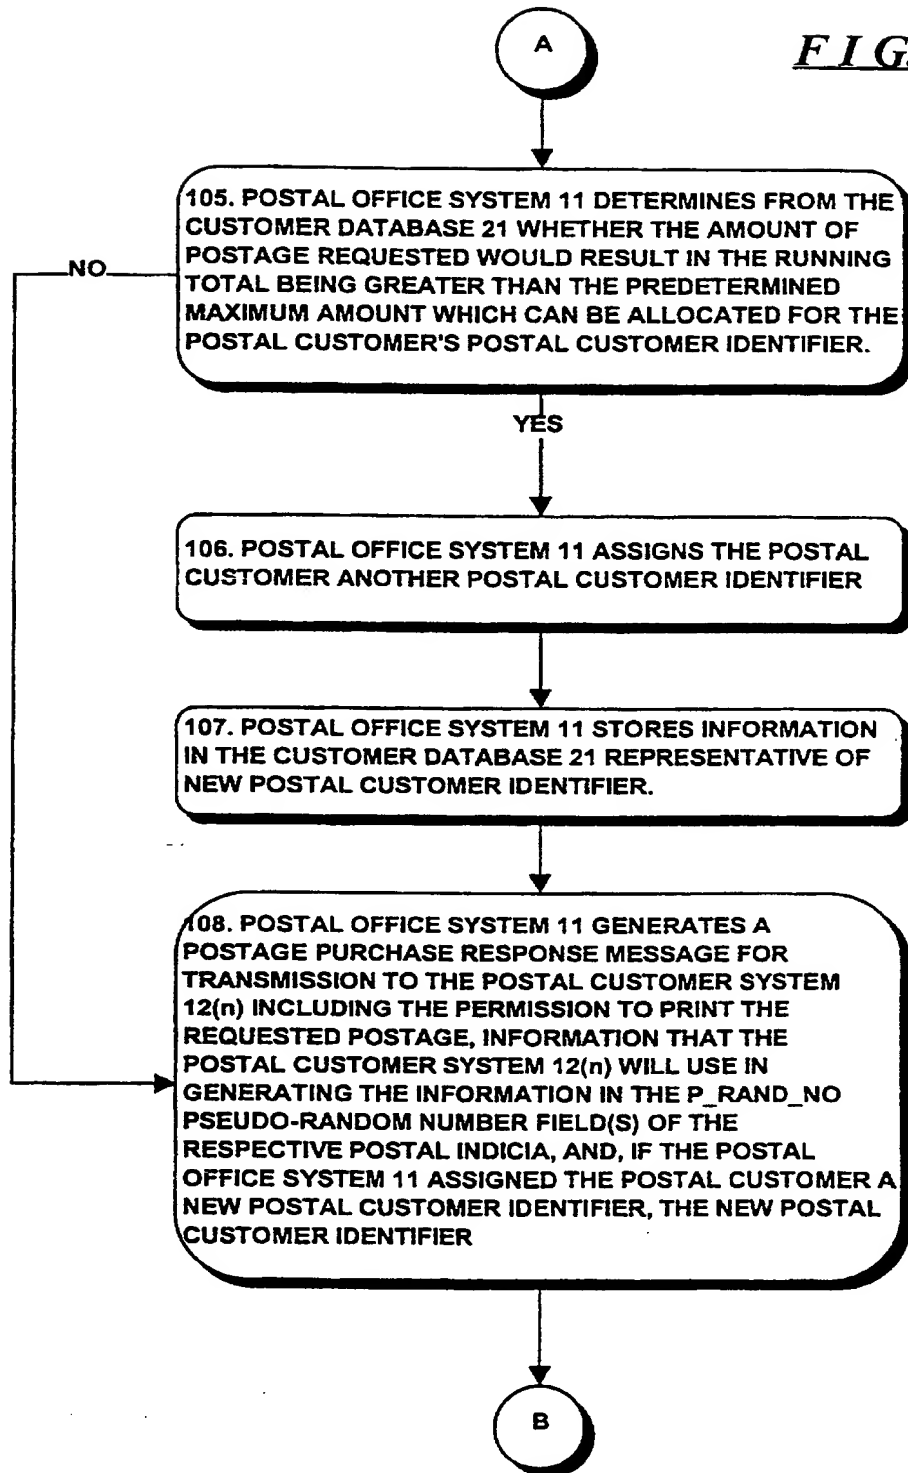 A
FIG.
105. POSTAL OFFICE SYSTEM 11 DETERMINES FROM THE
CUSTOMER DATABASE 21 WHETHER THE AMOUNT OF
POSTAGE REQUESTED WOULD RESULT IN THE RUNNING
TOTAL BEING GREATER THAN THE PREDETERMINED
MAXIMUM AMOUNT WHICH CAN BE ALLOCATED FOR THE
POSTAL CUSTOMER'S POSTAL CUSTOMER IDENTIFIER.
NO
YES
106. POSTAL OFFICE SYSTEM 11 ASSIGNS THE POSTAL
CUSTOMER ANOTHER POSTAL CUSTOMER IDENTIFIER
107. POSTAL OFFICE SYSTEM 11 STORES INFORMATION
IN THE CUSTOMER DATABASE 21 REPRESENTATIVE OF
NEW POSTAL CUSTOMER IDENTIFIER.
108. POSTAL OFFICE SYSTEM 11 GENERATES A
POSTAGE PURCHASE RESPONSE MESSAGE FOR
TRANSMISSION TO THE POSTAL CUSTOMER SYSTEM
12(n) INCLUDING THE PERMISSION TO PRINT THE
REQUESTED POSTAGE, INFORMATION THAT THE
POSTAL CUSTOMER SYSTEM 12(n) WILL USE IN
GENERATING THE INFORMATION IN THE P_RAND_NO
PSEUDO-RANDOM NUMBER FIELD(S) OF THE
RESPECTIVE POSTAL INDICIA, AND, IF THE POSTAL
OFFICE SYSTEM 11 ASSIGNED THE POSTAL CUSTOMER A
NEW POSTAL CUSTOMER IDENTIFIER, THE NEW POSTAL
CUSTOMER IDENTIFIER
B